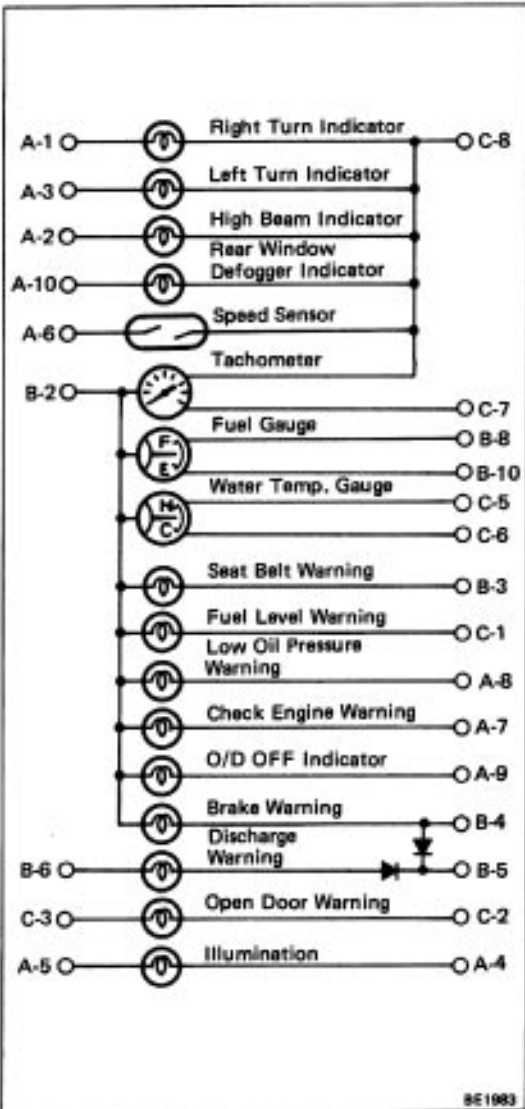 Right Turn Indicator
A-1 C-8
Left Turn Indicator
A-3
High Beam Indicator
A-2
Rear Window
Defogger Indicator
A-10
Speed Sensor
A-6
Tachometer
B-2
C-7
Fuel Gauge
B-8
F
E
B-10
Water Temp. Gauge
C-5
H
C
C-6
Seat Belt Warning
B-3
Fuel Level Warning
C-1
Low Oil Pressure
Warning
A-8
Check Engine Warning
A-7
O/D OFF Indicator
A-9
Brake Warning
B-4
Discharge
Warning
B-6 B-5
Open Door Warning
C-3 C-2
Illumination
A-5 A-4
BE1983